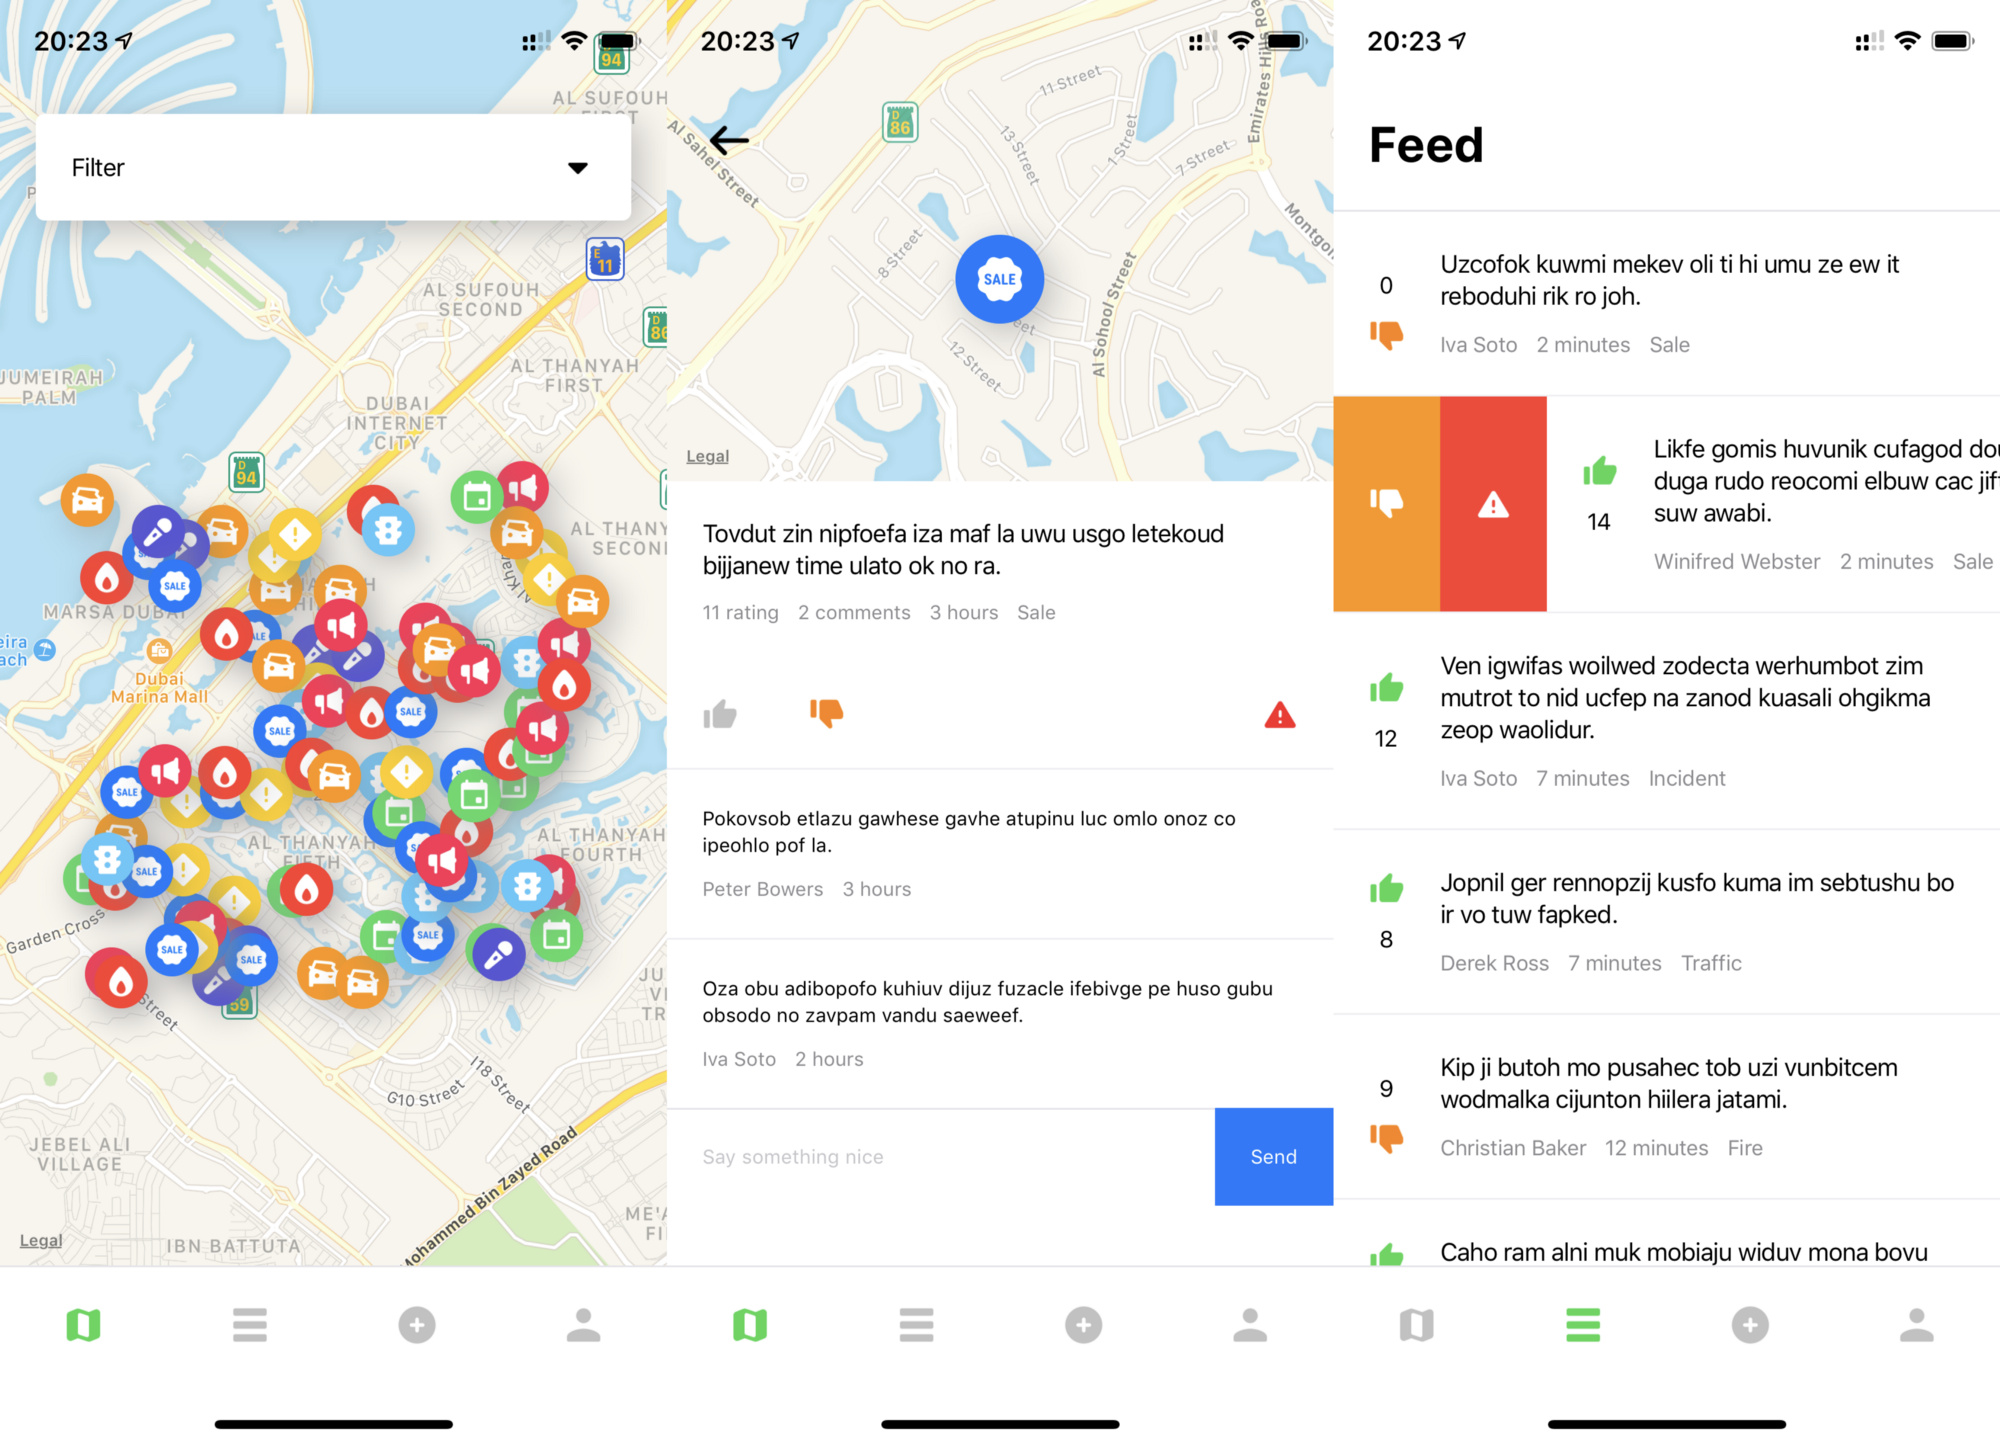 20:23
94
AL SUFOUH
FIRST
Filter
E
11
AL SUFOUH
SECOND
D
86
AL THANYAH
FIRST
JUMEIRAH
PALM
DUBAI
INTERNET
CITY
D
94
AL THANY
SECON
MARSA DUBAI
Dubai
Marina Mall
SALE
SALE
SALE
SALE
AL THANYAH
FIFTH
AL THANYAH
FOURTH
SALE
Garden Cross
SALE
SALE
SALE
59
Street
I18 Street
G10 Street
JEBEL ALI
VILLAGE
Mohammed Bin Zayed Road
Legal
IBN BATTUTA
20:23
D
86
11 Street
13 Street
1 Street
7 Street
Emirates Hills Ro
Al Sahel Street
8 Street
SALE
12 Street
Al Sohool Street
Montgo
Legal
Tovdut zin nipfoefa iza maf la uwu usgo letekoud
bijjanew time ulato ok no ra.
11 rating 2 comments 3 hours Sale
Pokovsob etlazu gawhese gavhe atupinu luc omlo onoz co
ipeohlo pof la.
Peter Bowers 3 hours
Oza obu adibopofo kuhiuv dijuz fuzacle ifebivge pe huso gubu
obsodo no zavpam vandu saeweef.
Iva Soto 2 hours
Say something nice
Send
20:23
Feed
0
Uzcofok kuwmi mekev oli ti hi umu ze ew it
reboduhi rik ro joh.
Iva Soto 2 minutes Sale
14
Likfe gomis huvunik cufagod dou
duga rudo reocomi elbuw cac jift
suw awabi.
Winifred Webster 2 minutes Sale
12
Ven igwifas woilwed zodecta werhumbot zim
mutrot to nid ucfep na zanod kuasali ohgikma
zeop waolidur.
Iva Soto 7 minutes Incident
8
Jopnil ger rennopzij kusfo kuma im sebtushu bo
ir vo tuw fapked.
Derek Ross 7 minutes Traffic
9
Kip ji butoh mo pusahec tob uzi vunbitcem
wodmalka cijunton hiilera jatami.
Christian Baker 12 minutes Fire
Caho ram alni muk mobiaju widuv mona bovu